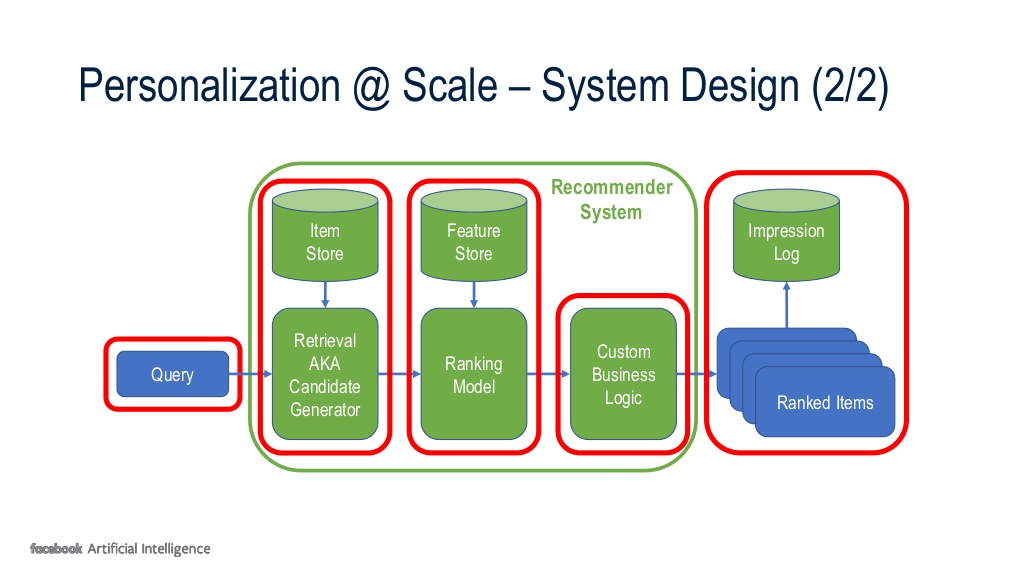 Personalization @ Scale – System Design (2/2)
Recommender
System
Item
Store
Feature
Store
Impression
Log
Query
Retrieval
AKA
Candidate
Generator
Ranking
Model
Custom
Business
Logic
Ranked Items
facebook Artificial Intelligence